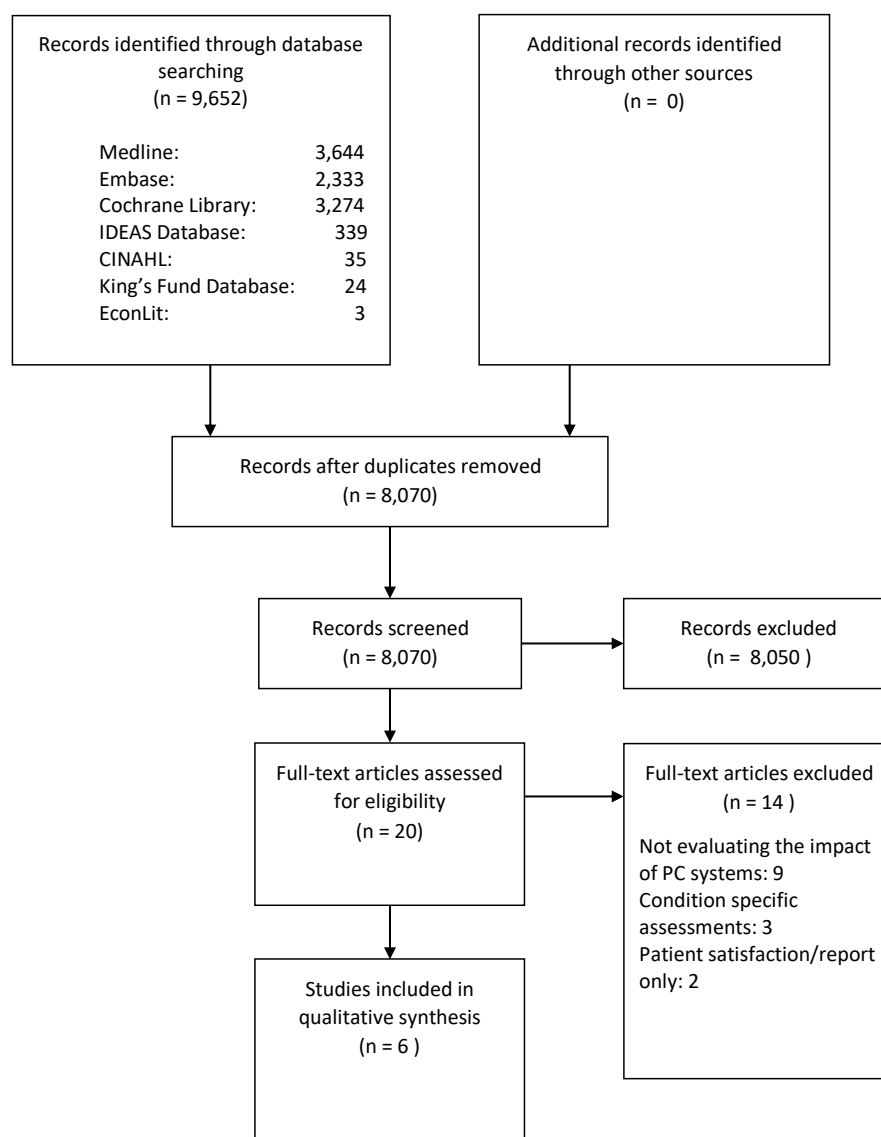 Records identified through database
searching
(n = 9,652)
Medline: 3,644
Embase: 2,333
Cochrane Library: 3,274
IDEAS Database: 339
CINAHL: 35
King’s Fund Database: 24
EconLit: 3
Additional records identified
through other sources
(n = 0)
Records after duplicates removed
(n = 8,070)
Records screened
(n = 8,070)
Records excluded
(n = 8,050 )
Full-text articles assessed
for eligibility
(n = 20)
Full-text articles excluded
(n = 14 )
Not evaluating the impact
of PC systems: 9
Condition specific
assessments: 3
Patient satisfaction/report
only: 2
Studies included in
qualitative synthesis
(n = 6 )